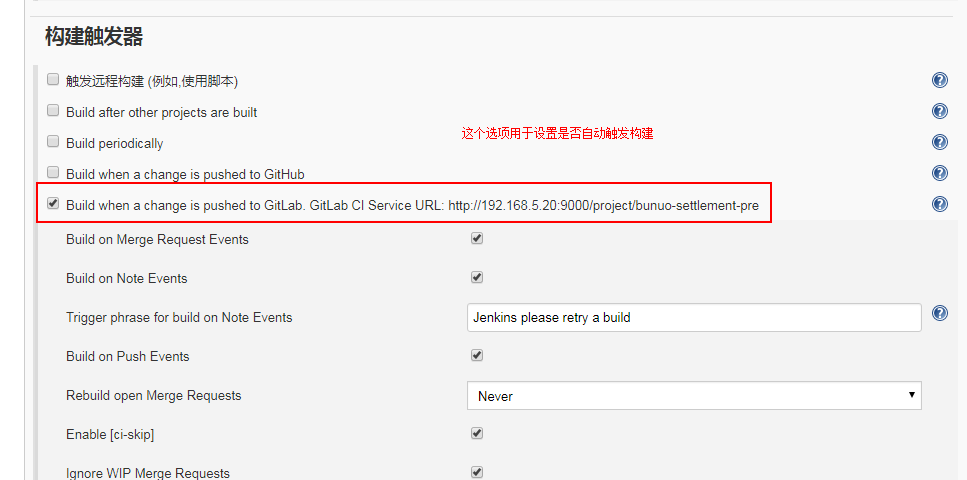 构建触发器
触发远程构建 (例如,使用脚本)
Build after other projects are built
这个选项用于设置是否自动触发构建
Build periodically
Build when a change is pushed to GitHub
Build when a change is pushed to GitLab. GitLab CI Service URL: http://192.168.5.20:9000/project/bunuo-settlement-pre
Build on Merge Request Events
Build on Note Events
Trigger phrase for build on Note Events
Jenkins please retry a build
Build on Push Events
Rebuild open Merge Requests
Never
Enable [ci-skip]
Ignore WIP Merge Requests